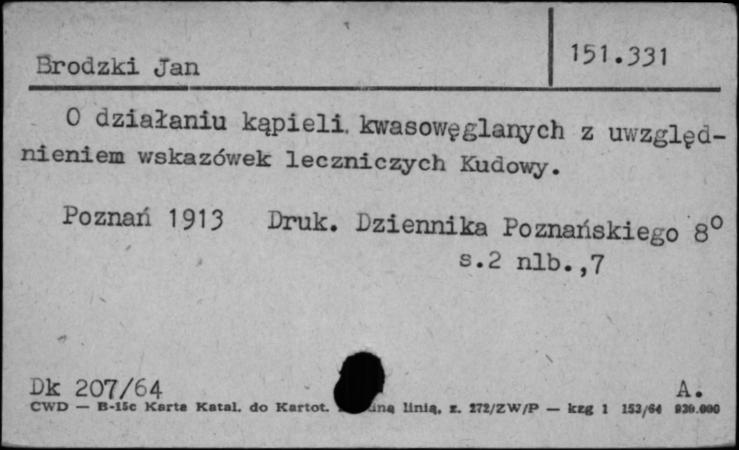 Brodzki Jan
151.331
O działaniu kąpieli kwasowęglanych z uwzględ-
nieniem wskazówek leczniczych Kudowy.
Poznań 1913 Druk. Dziennika Poznańskiego 8°
s.2 nlb.,7
Dk 207/64
A.
CWD — B-15c Karta Katal. do Kartot. linią, z. 272/ZW/P — kzg 1 153/64 939.000